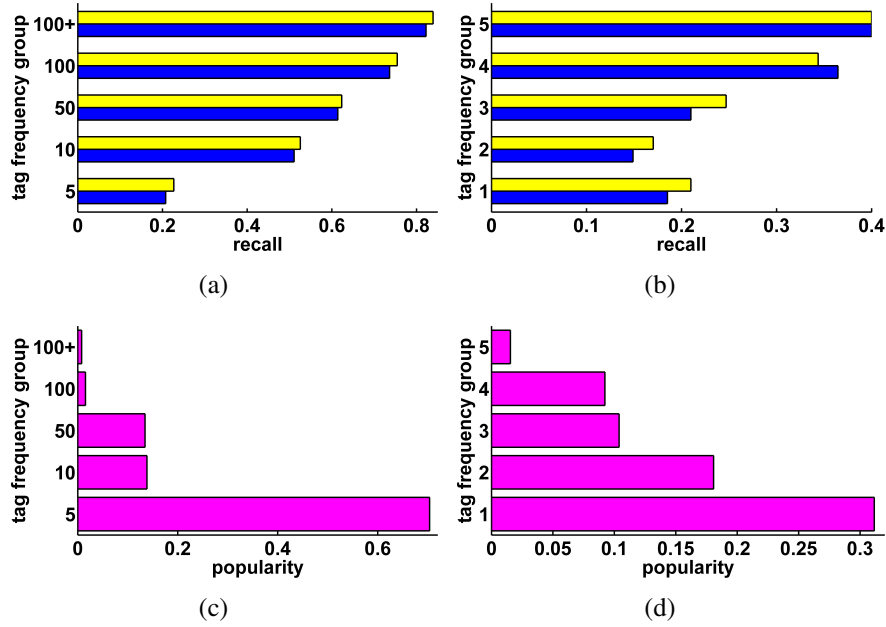 tag frequency group
100+
100
50
10
5
0 0.2 0.4 0.6 0.8
recall
(a)
tag frequency group
5
4
3
2
1
0 0.1 0.2 0.3 0.4
recall
(b)
tag frequency group
100+
100
50
10
5
0 0.2 0.4 0.6
popularity
(c)
tag frequency group
5
4
3
2
1
0 0.05 0.1 0.15 0.2 0.25 0.3
popularity
(d)